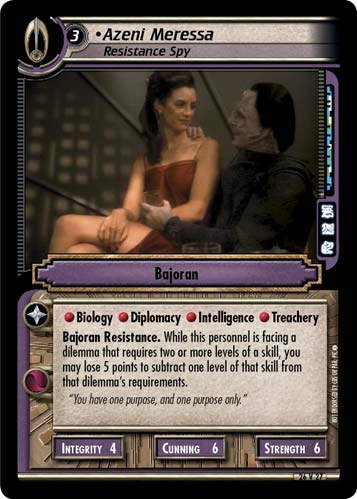 3 •Azeni Meressa
Resistance Spy
Bajoran
• Biology • Diplomacy • Intelligence • Treachery
Bajoran Resistance. While this personnel is facing a
dilemma that requires two or more levels of a skill, you
may lose 5 points to subtract one level of that skill from
that dilemma's requirements.
"You have one purpose, and one purpose only."
INTEGRITY 4 CUNNING 6 STRENGTH 6
26 V 27